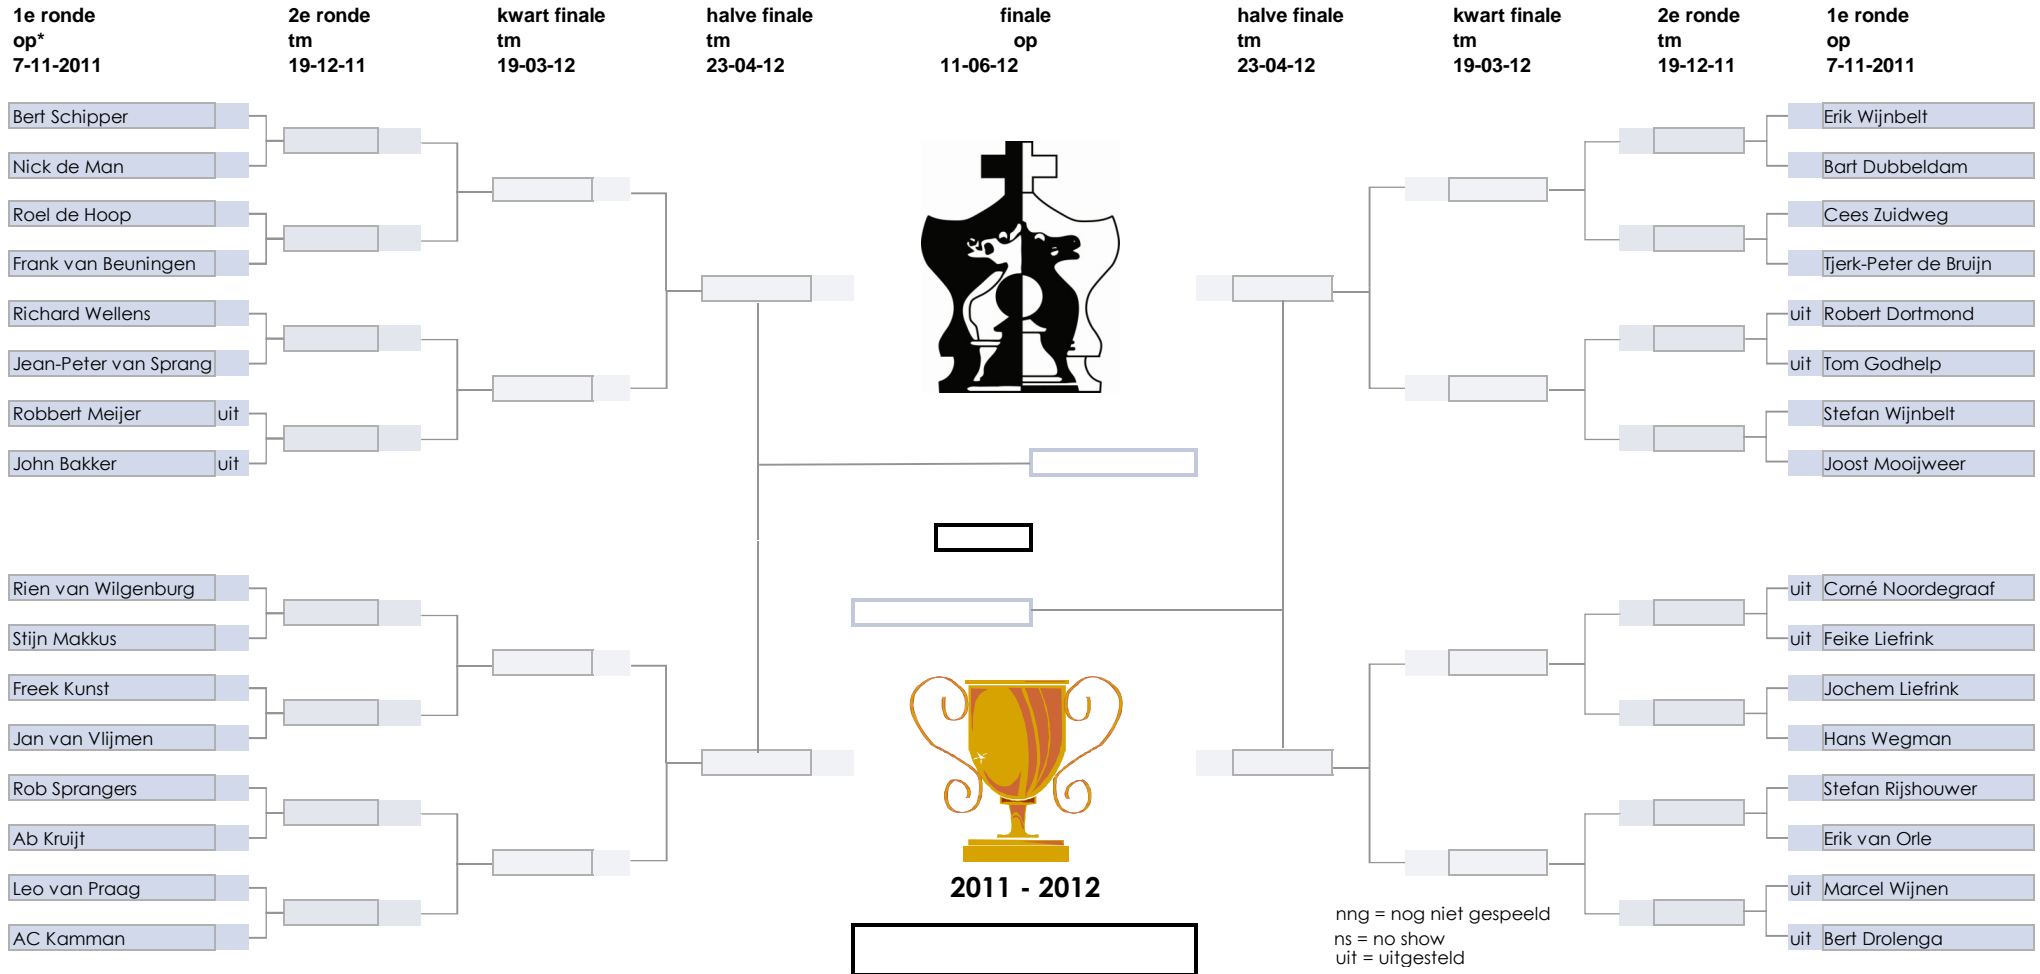 1e ronde 2e ronde kwart finale halve finale finale halve finale kwart finale 2e ronde 1e ronde
op* tm tm tm op tm tm tm op
7-11-2011 19-12-11 19-03-12 23-04-12 11-06-12 23-04-12 19-03-12 19-12-11 7-11-2011
Bert Schipper Erik Wijnbelt
Nick de Man Bart Dubbeldam
Roel de Hoop Cees Zuidweg
Frank van Beuningen Tjerk-Peter de Bruijn
Richard Wellens uit Robert Dortmond
Jean-Peter van Sprang uit Tom Godhelp
Robbert Meijer uit Stefan Wijnbelt
John Bakker uit Joost Mooijweer
Rien van Wilgenburg uit Corné Noordegraaf
Stijn Makkus uit Feike Liefrink
Freek Kunst Jochem Liefrink
Jan van Vlijmen Hans Wegman
Rob Sprangers Stefan Rijshouwer
Ab Kruijt Erik van Orle
Leo van Praag 2011 - 2012 uit Marcel Wijnen
nng = nog niet gespeeld
AC Kamman ns = no show uit Bert Drolenga
uit = uitgesteld